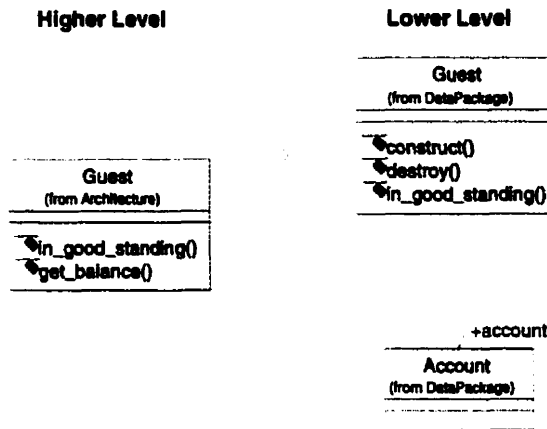 Higher Level
Lower Level
Guest
(from DataPackage)
construct()
destroy()
in_good_standing()
Guest
(from Architecture)
in_good_standing()
get_balance()
+account
Account
(from DataPackage)